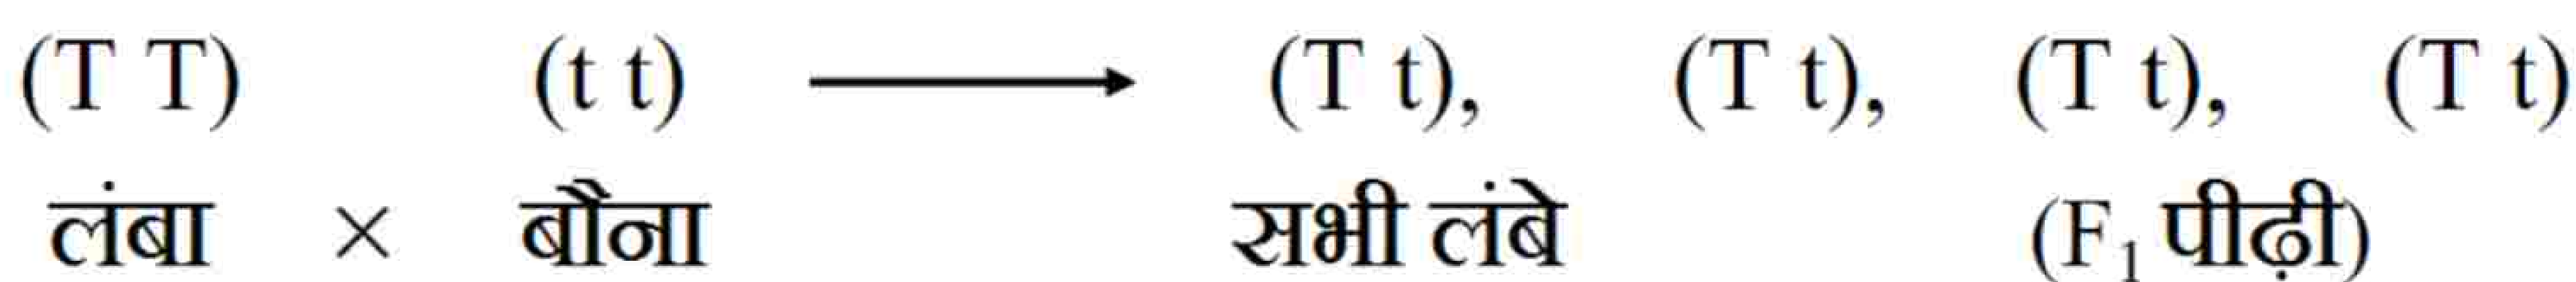 (T T) (t t) ⟶ (T t), (T t), (T t), (T t)
लंबा × बौना सभी लंबे (F₁ पीढ़ी)